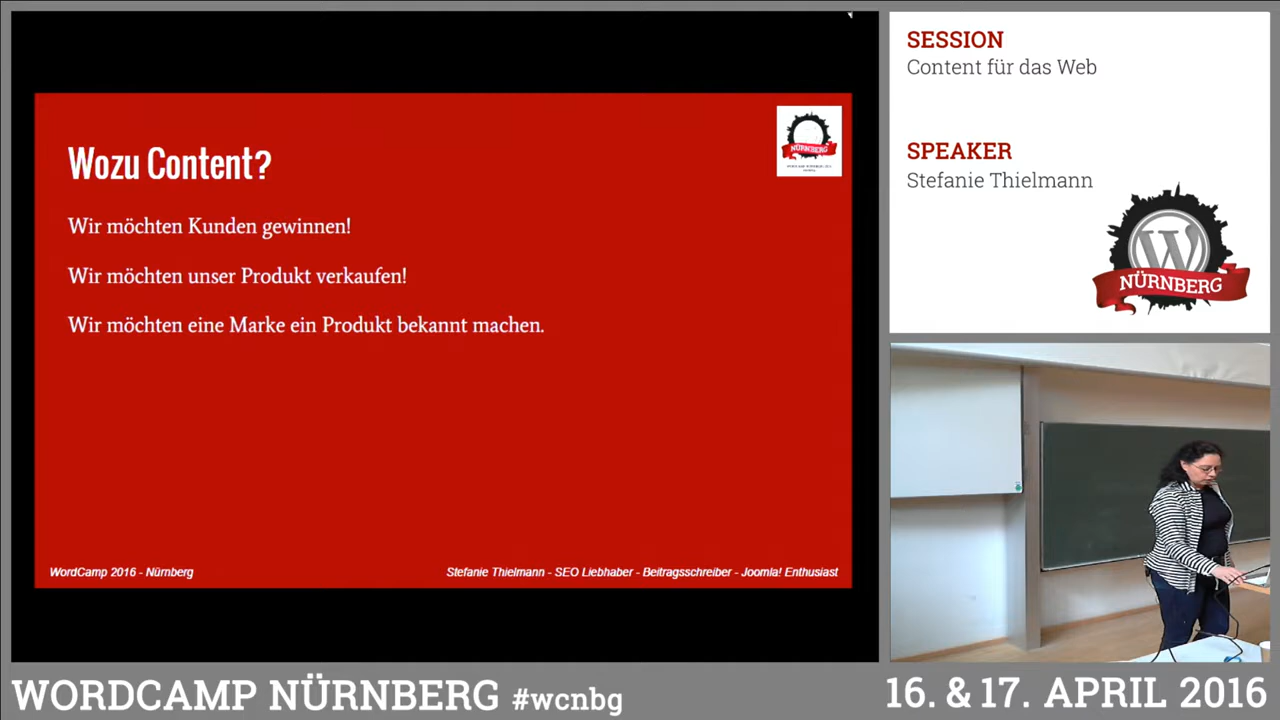 Wozu Content?
Wir möchten Kunden gewinnen!
Wir möchten unser Produkt verkaufen!
Wir möchten eine Marke ein Produkt bekannt machen.
NÜRNBERG
WordCamp 2016 - Nürnberg
Stefanie Thielmann - SEO Liebhaber - Beitragsschreiber - Joomla! Enthusiast
SESSION
Content für das Web
SPEAKER
Stefanie Thielmann
NÜRNBERG
WORDCAMP NÜRNBERG #wcnbg
16. & 17. APRIL 2016